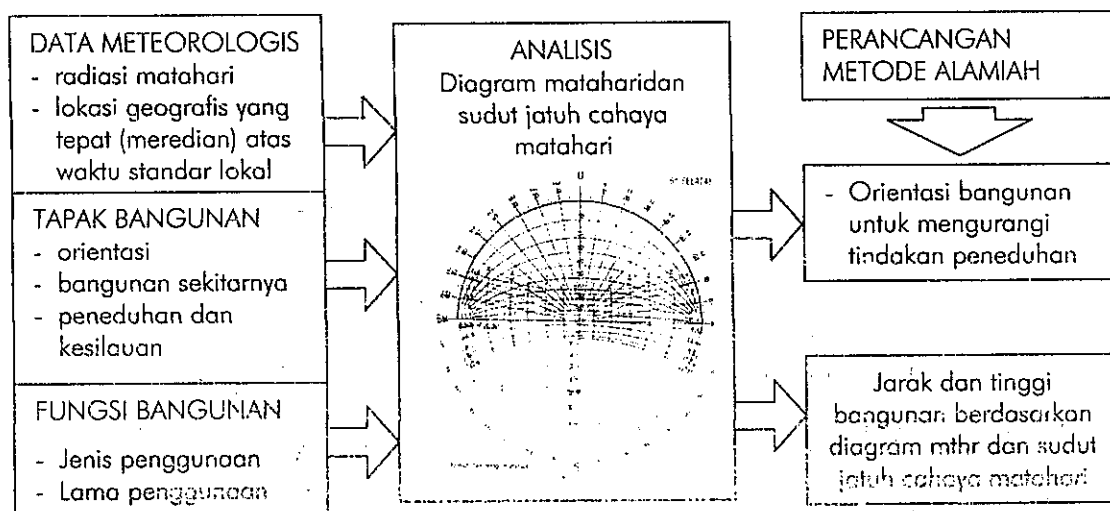 DATA METEOROLOGIS
- radiasi matahari
- lokasi geografis yang
tepat (meredian) atas
waktu standar lokal
TAPAK BANGUNAN
- orientasi
- bangunan sekitarnya
- peneduhan dan
kesilauan
FUNGSI BANGUNAN
- Jenis penggunaan
- Lama penggunaan
ANALISIS
Diagram mataharidan
sudut jatuh cahaya
matahari
U
S
PERANCANGAN
METODE ALAMIAH
- Orientasi bangunan
untuk mengurangi
tindakan peneduhan
Jarak dan tinggi
bangunan berdasarkan
diagram mthr dan sudut
jatuh cahaya matahari